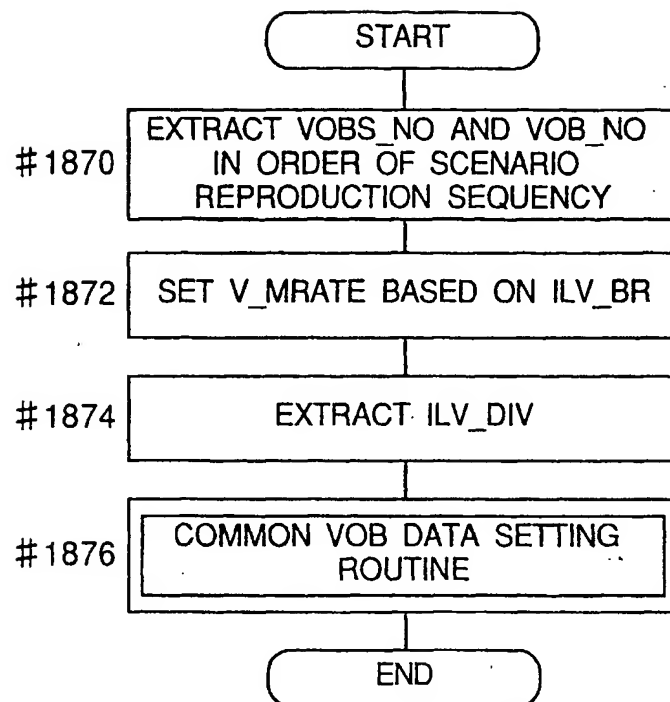 START
#1870
EXTRACT VOBS_NO AND VOB_NO
IN ORDER OF SCENARIO
REPRODUCTION SEQUENCY
#1872
SET V_MRATE BASED ON ILV_BR
#1874
EXTRACT ILV_DIV
#1876
COMMON VOB DATA SETTING
ROUTINE
END